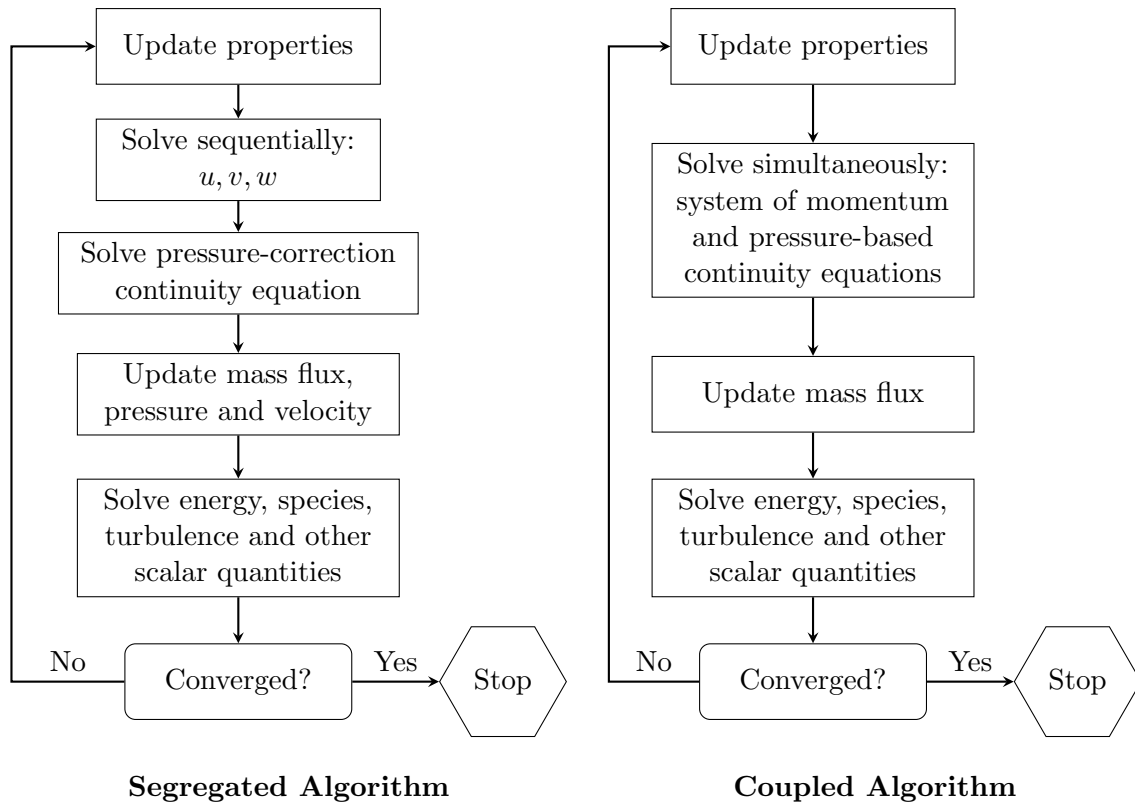 Update properties
Solve sequentially:
u, v, w
Solve pressure-correction
continuity equation
Update mass flux,
pressure and velocity
Solve energy, species,
turbulence and other
scalar quantities
No
Converged?
Yes
Stop
Segregated Algorithm
Update properties
Solve simultaneously:
system of momentum
and pressure-based
continuity equations
Update mass flux
Solve energy, species,
turbulence and other
scalar quantities
No
Converged?
Yes
Stop
Coupled Algorithm